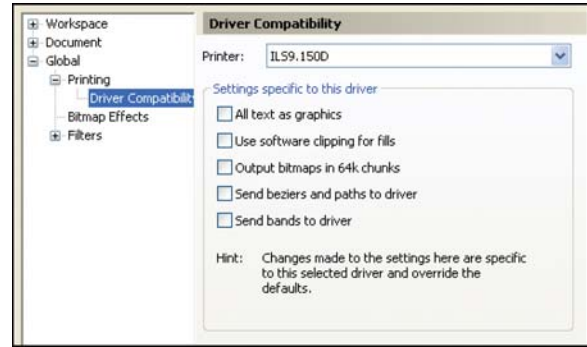 Workspace
Document
Global
Printing
Driver Compatibilit
Bitmap Effects
Filters
Driver Compatibility
Printer: ILS9.150D
Settings specific to this driver
All text as graphics
Use software clipping for fills
Output bitmaps in 64k chunks
Send beziers and paths to driver
Send bands to driver
Hint: Changes made to the settings here are specific
to this selected driver and override the
defaults.